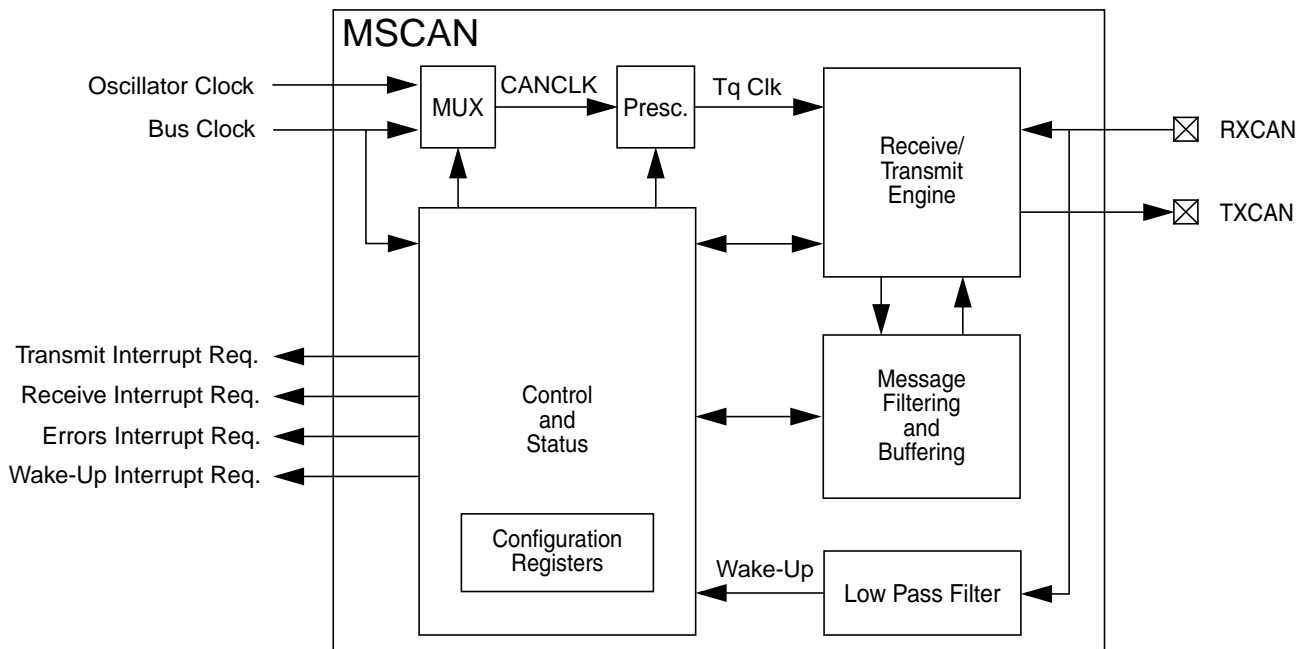 MSCAN
Oscillator Clock
Bus Clock
MUX
CANCLK
Presc.
Tq Clk
Receive/
Transmit
Engine
RXCAN
TXCAN
Transmit Interrupt Req.
Receive Interrupt Req.
Errors Interrupt Req.
Wake-Up Interrupt Req.
Control
and
Status
Message
Filtering
and
Buffering
Configuration
Registers
Wake-Up
Low Pass Filter